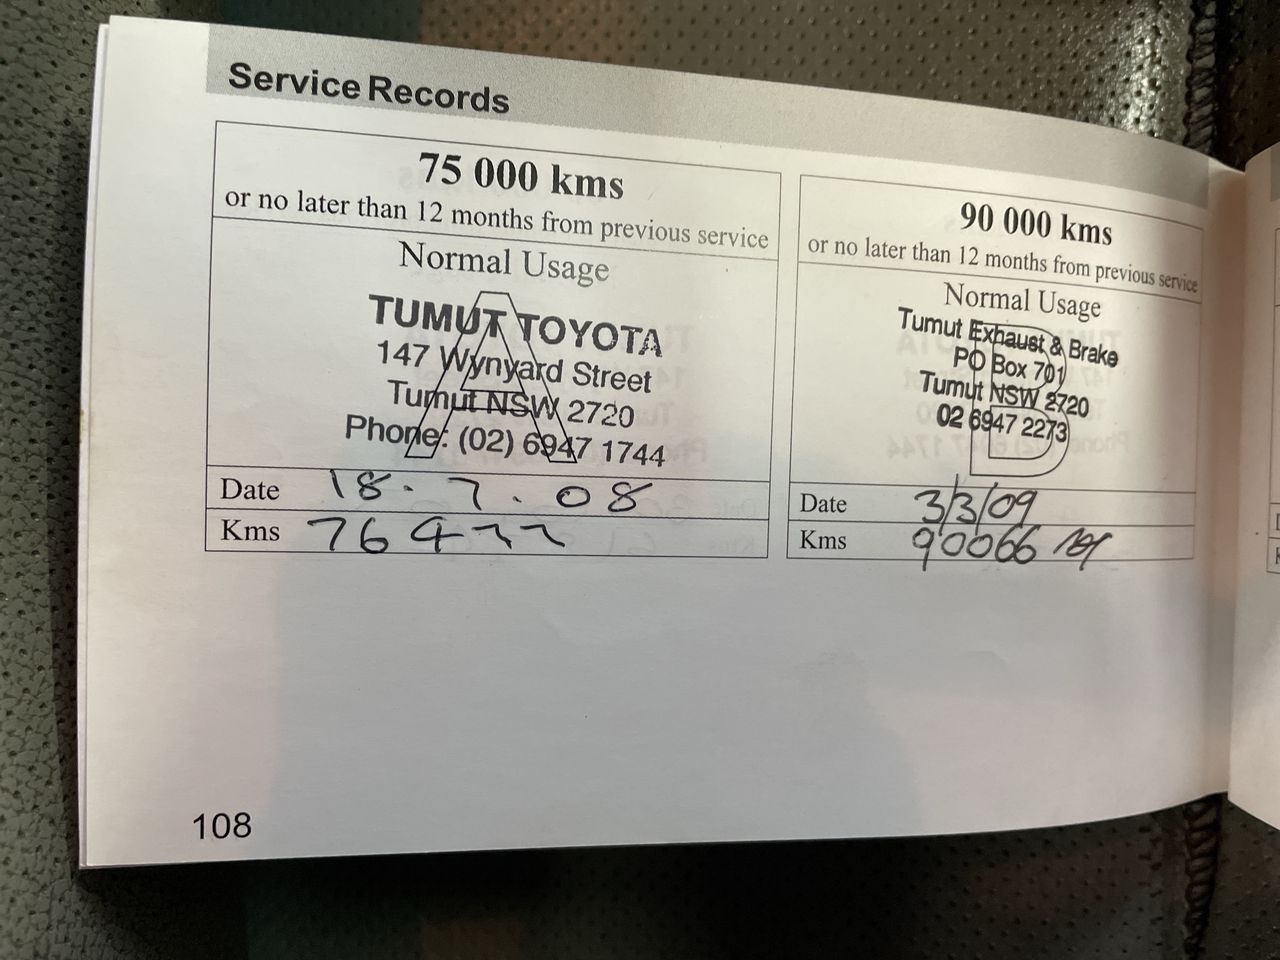 Service Records
75 000 kms
or no later than 12 months from previous service
Normal Usage
A
TUMUT TOYOTA
147 Wynyard Street
Tumut NSW 2720
Phone: (02) 6947 1744
Date 18.7.08
Kms 76422
90 000 kms
or no later than 12 months from previous service
Normal Usage
B
Tumut Exhaust & Brake
PO Box 701
Tumut NSW 2720
02 6947 2273
Date 3/3/09
Kms 90066
108